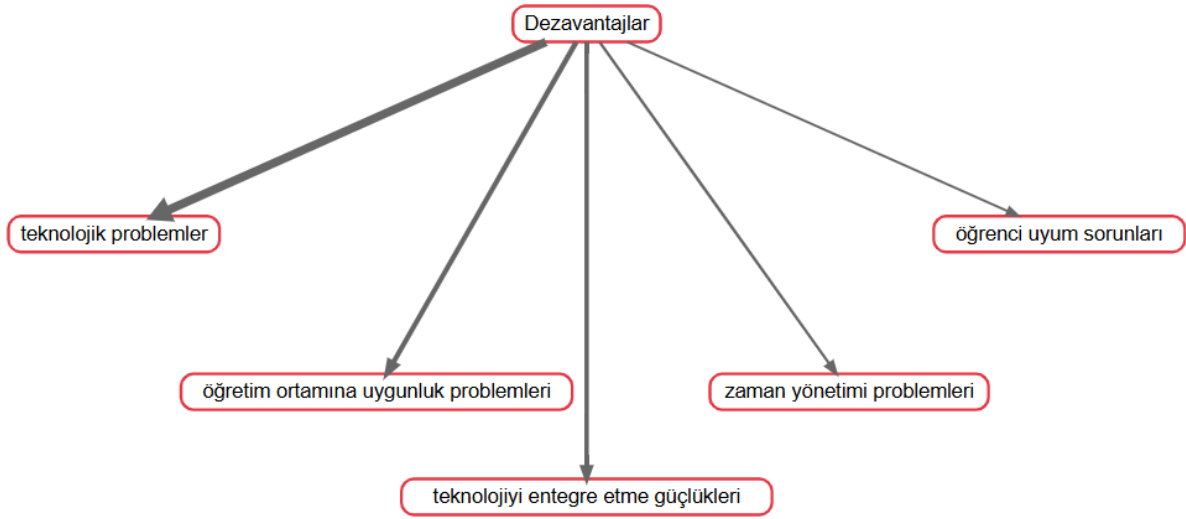 Dezavantajlar
teknolojik problemler
öğrenci uyum sorunları
öğretim ortamına uygunluk problemleri
zaman yönetimi problemleri
teknolojiyi entegre etme güçlükleri